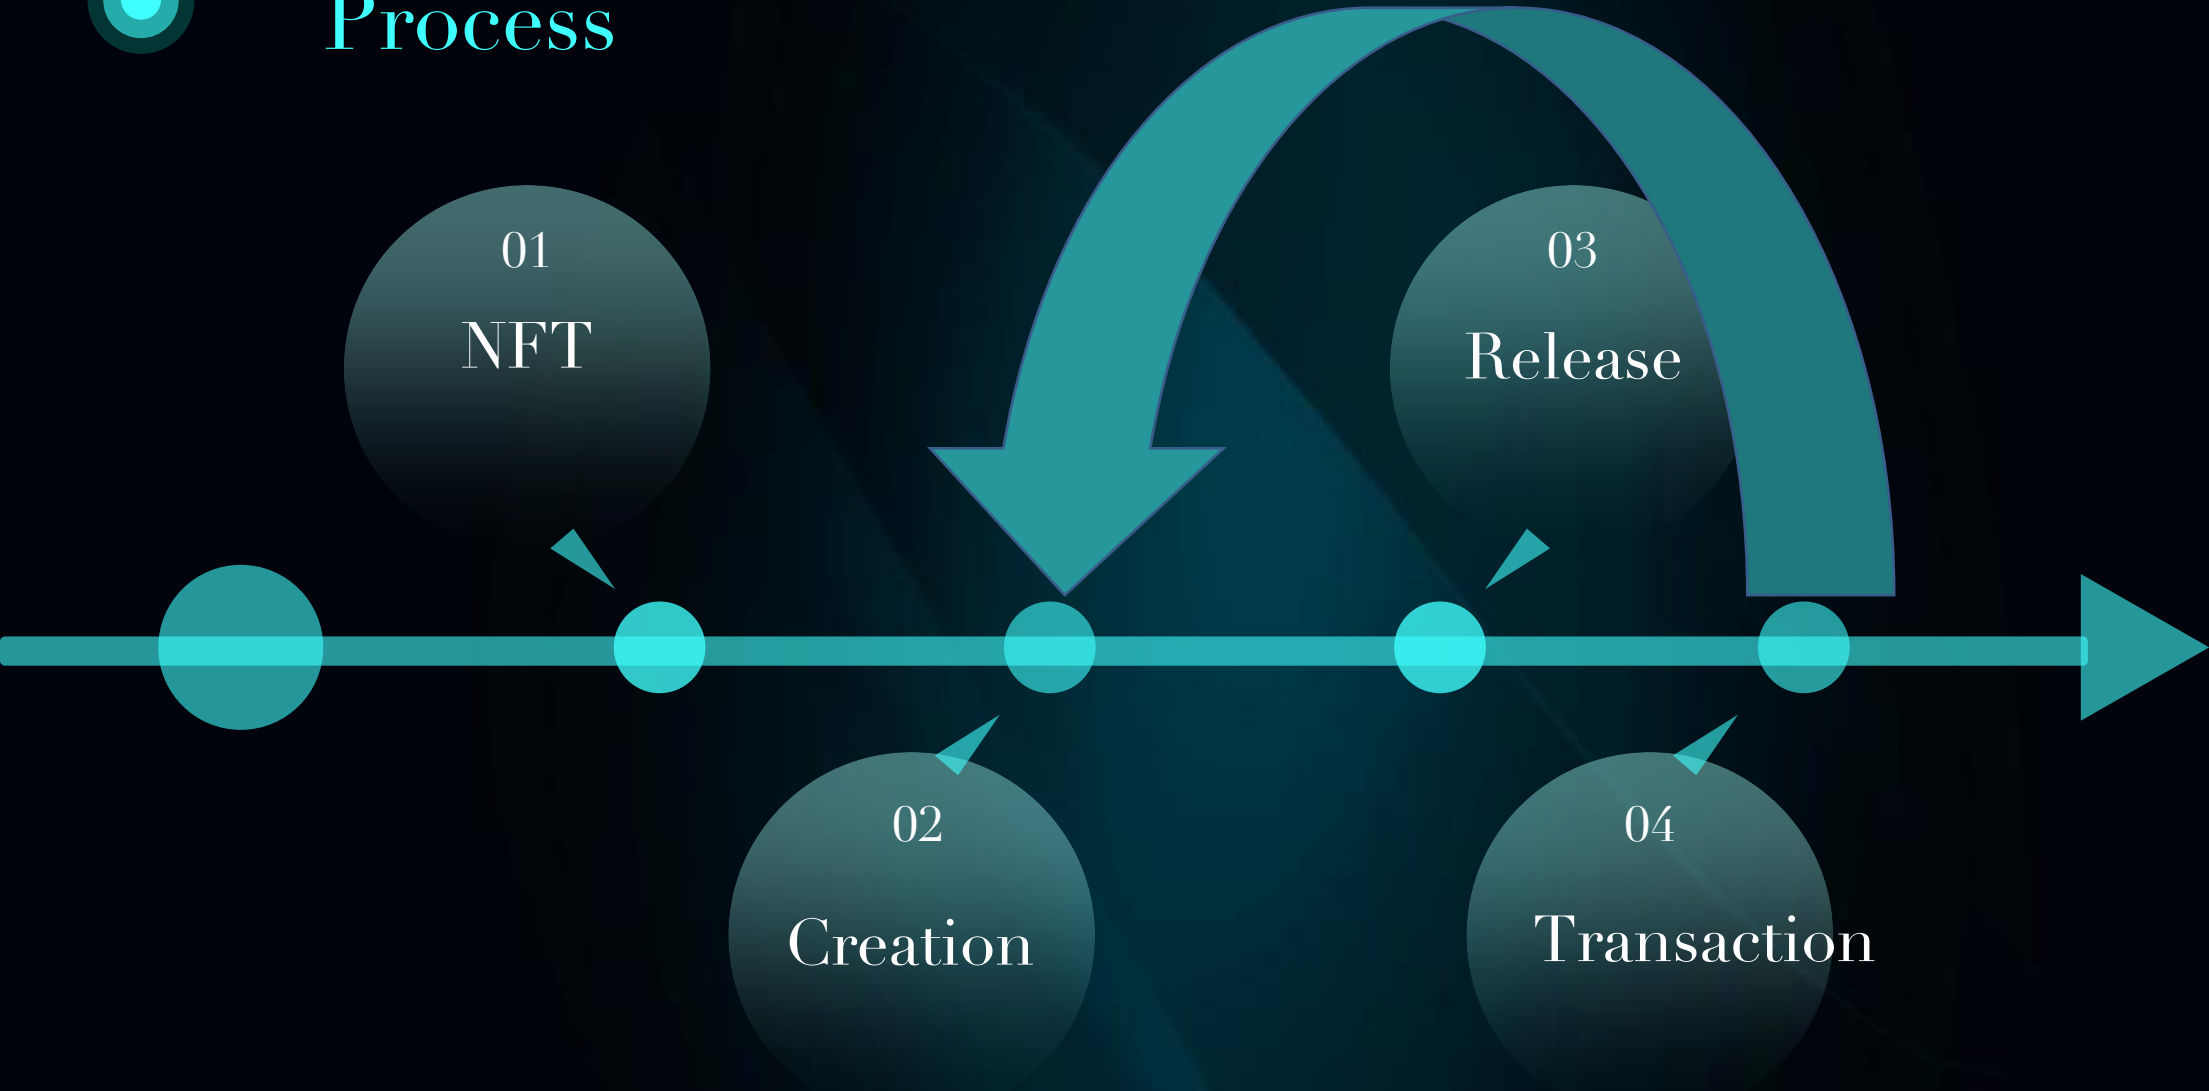 Process
01
NFT
02
Creation
03
Release
04
Transaction